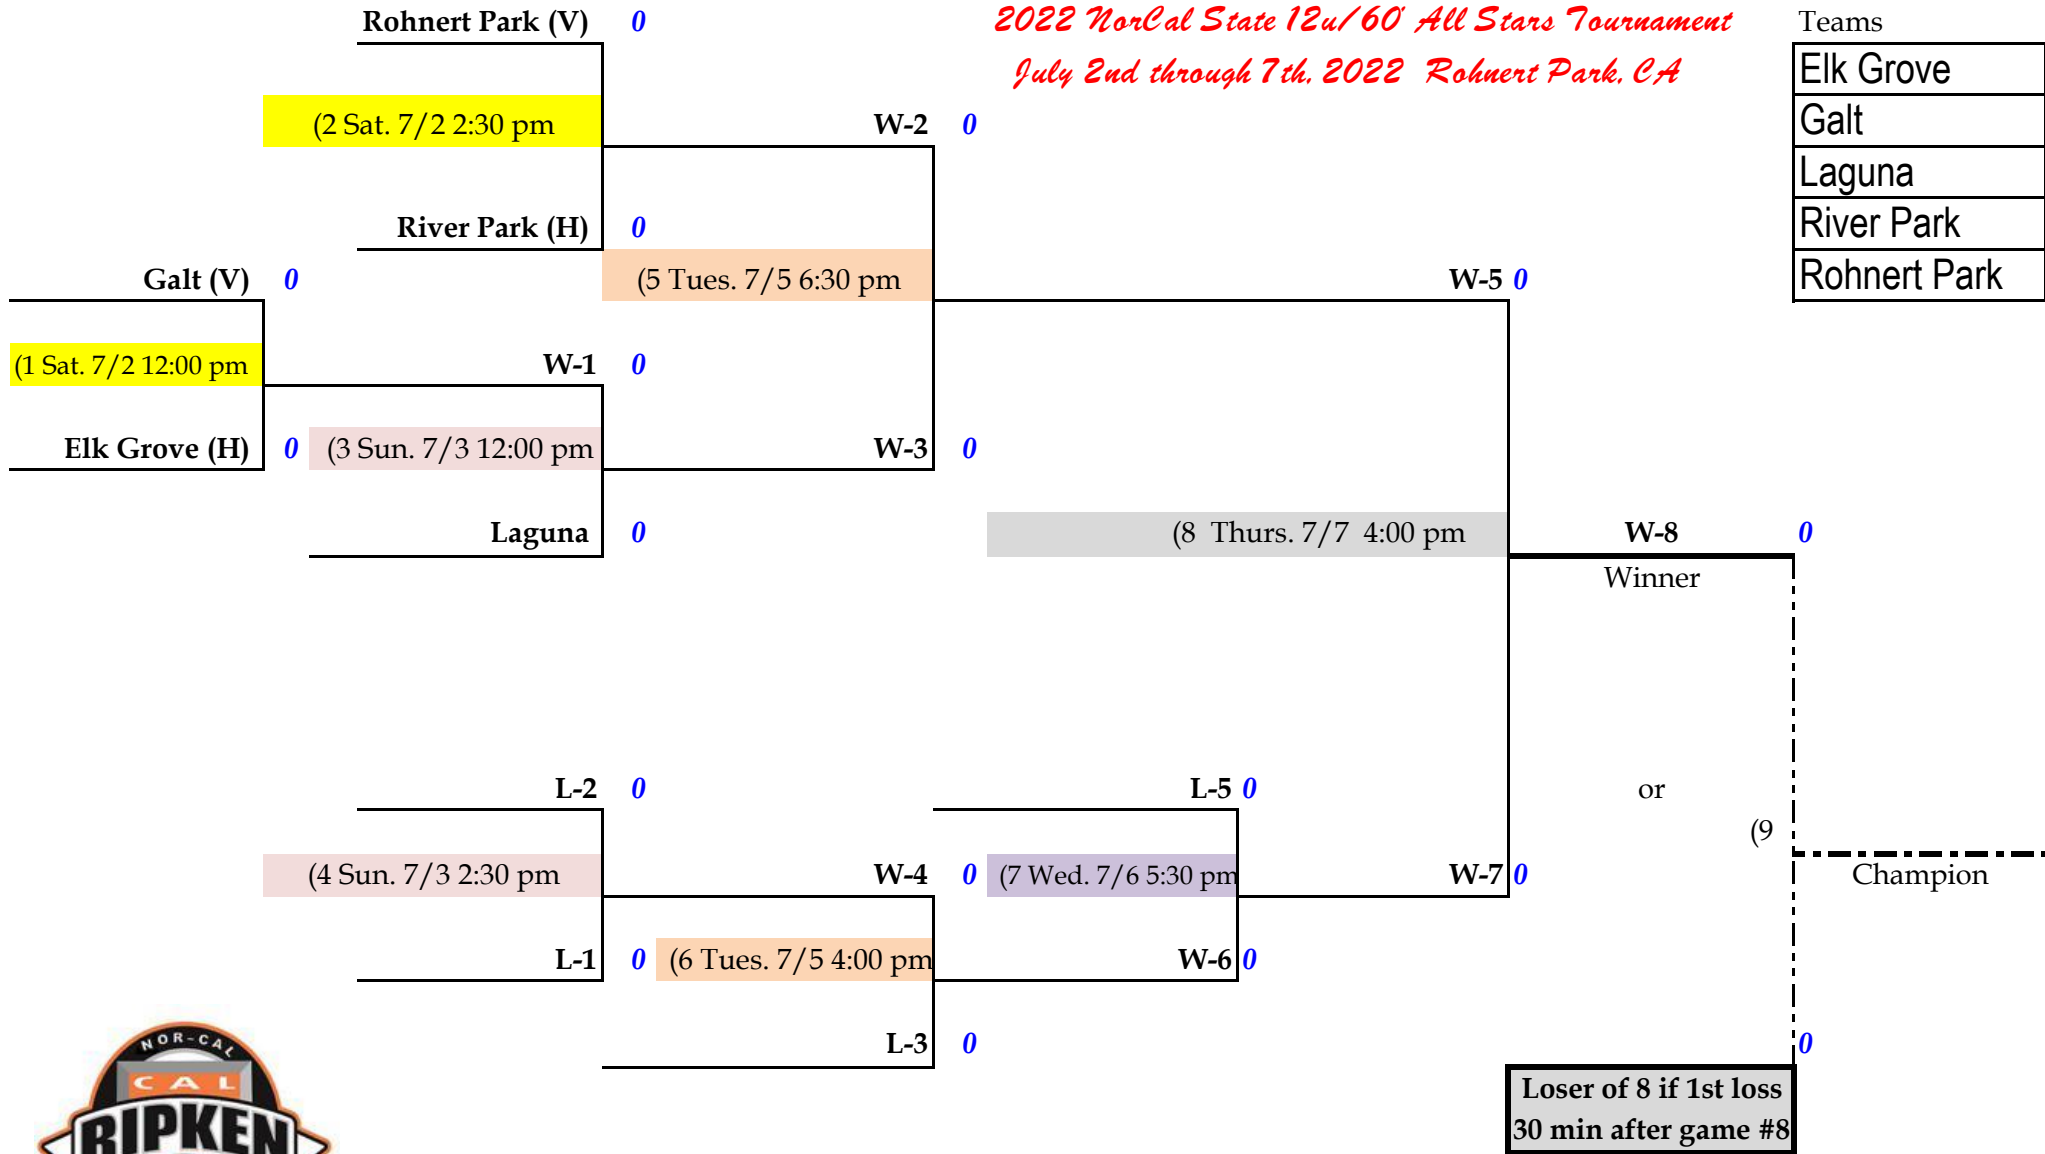 Rohnert Park (V) 0
2022 NorCal State 12u/60' All Stars Tournament
Teams
July 2nd through 7th, 2022 Rohnert Park, CA
Elk Grove
(2 Sat. 7/2 2:30 pm
W-2 0
Galt
Laguna
River Park (H) 0
River Park
Galt (V) 0
(5 Tues. 7/5 6:30 pm
W-5 0
Rohnert Park
(1 Sat. 7/2 12:00 pm
W-1 0
Elk Grove (H) 0
(3 Sun. 7/3 12:00 pm
W-3 0
Laguna 0
(8 Thurs. 7/7 4:00 pm
W-8 0
Winner
L-2 0
L-5 0
or
(9
(4 Sun. 7/3 2:30 pm
W-4 0
(7 Wed. 7/6 5:30 pm
W-7 0
Champion
L-1 0
(6 Tues. 7/5 4:00 pm
W-6 0
L-3 0
0
NOR-CAL
CAL
RIPKEN
Loser of 8 if 1st loss
30 min after game #8